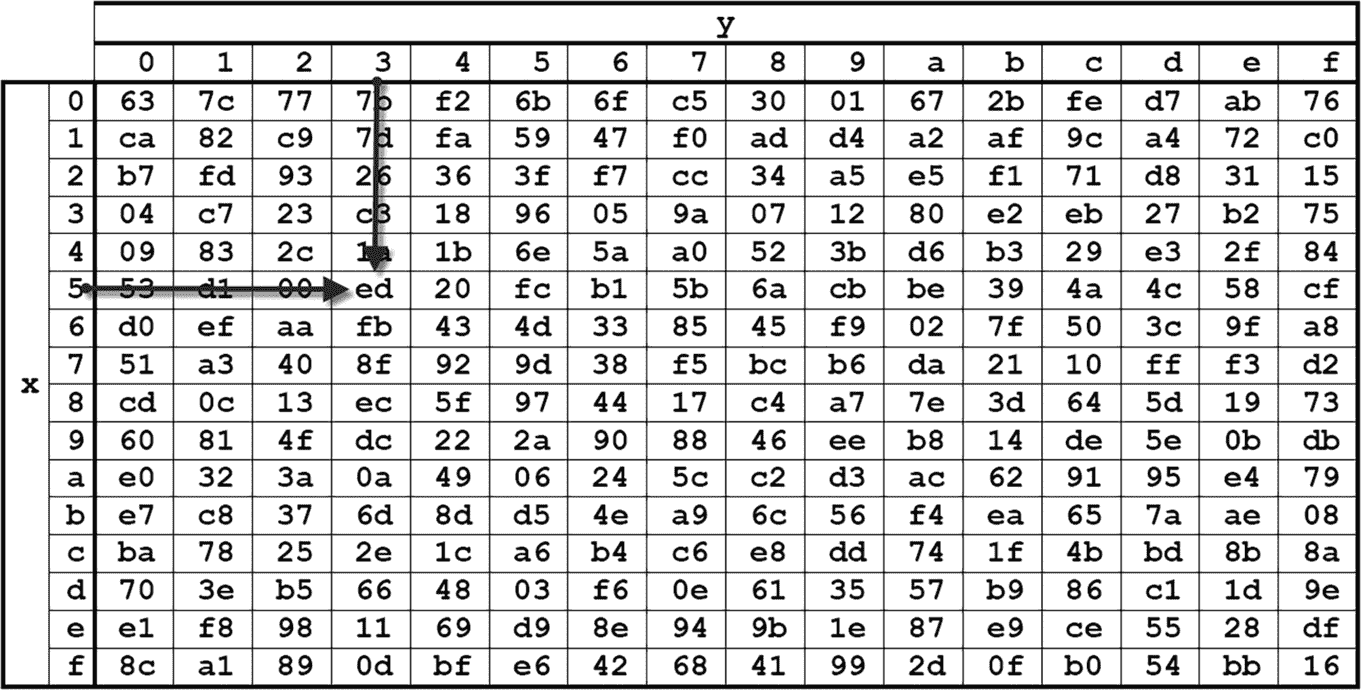 y
0 1 2 3 4 5 6 7 8 9 a b c d e f
0 63 7c 77 7b f2 6b 6f c5 30 01 67 2b fe d7 ab 76
1 ca 82 c9 7d fa 59 47 f0 ad d4 a2 af 9c a4 72 c0
2 b7 fd 93 26 36 3f f7 cc 34 a5 e5 f1 71 d8 31 15
3 04 c7 23 c3 18 96 05 9a 07 12 80 e2 eb 27 b2 75
4 09 83 2c 1a 1b 6e 5a a0 52 3b d6 b3 29 e3 2f 84
5 53 d1 00 ed 20 fc b1 5b 6a cb be 39 4a 4c 58 cf
6 d0 ef aa fb 43 4d 33 85 45 f9 02 7f 50 3c 9f a8
7 51 a3 40 8f 92 9d 38 f5 bc b6 da 21 10 ff f3 d2
x
8 cd 0c 13 ec 5f 97 44 17 c4 a7 7e 3d 64 5d 19 73
9 60 81 4f dc 22 2a 90 88 46 ee b8 14 de 5e 0b db
a e0 32 3a 0a 49 06 24 5c c2 d3 ac 62 91 95 e4 79
b e7 c8 37 6d 8d d5 4e a9 6c 56 f4 ea 65 7a ae 08
c ba 78 25 2e 1c a6 b4 c6 e8 dd 74 1f 4b bd 8b 8a
d 70 3e b5 66 48 03 f6 0e 61 35 57 b9 86 c1 1d 9e
e e1 f8 98 11 69 d9 8e 94 9b 1e 87 e9 ce 55 28 df
f 8c a1 89 0d bf e6 42 68 41 99 2d 0f b0 54 bb 16